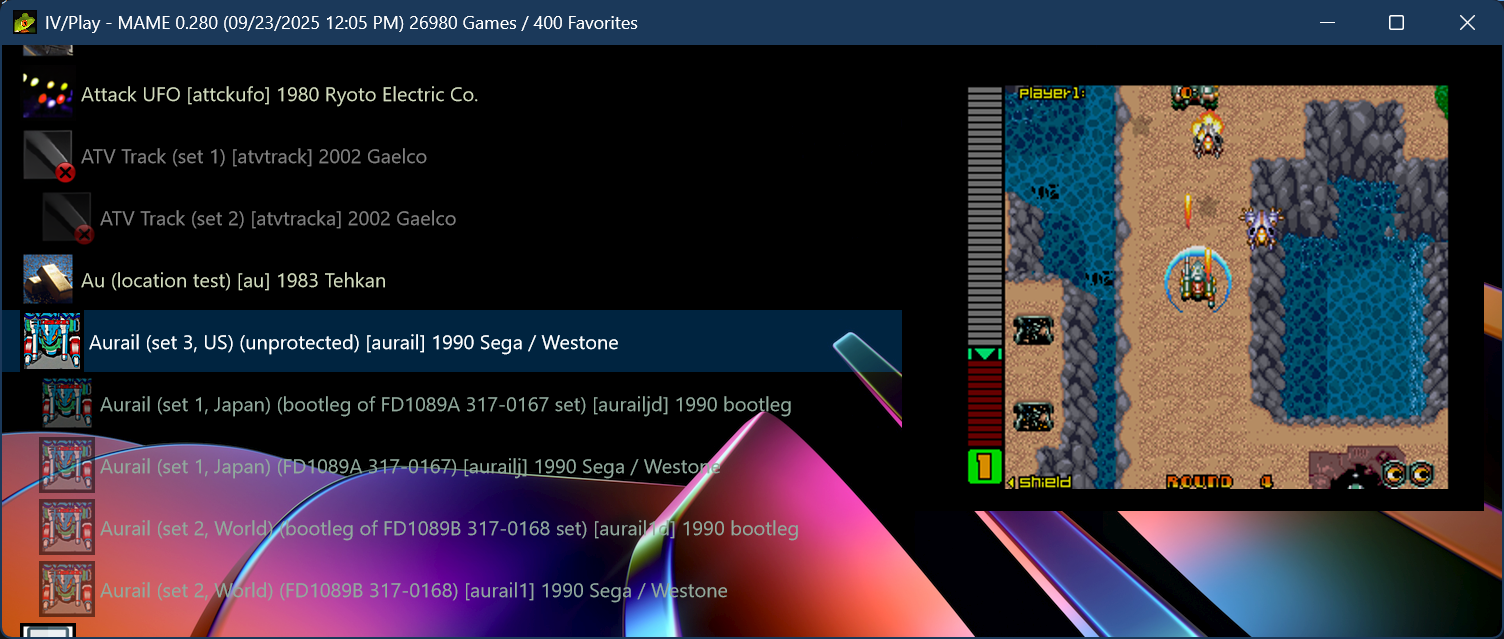 IV/Play - MAME 0.280 (09/23/2025 12:05 PM) 26980 Games / 400 Favorites
Attack UFO [attckufo] 1980 Ryoto Electric Co.
ATV Track (set 1) [atvtrack] 2002 Gaelco
ATV Track (set 2) [atvtracka] 2002 Gaelco
Au (location test) [au] 1983 Tehkan
Aurail (set 3, US) (unprotected) [aurail] 1990 Sega / Westone
Aurail (set 1, Japan) (bootleg of FD1089A 317-0167 set) [aurailjd] 1990 bootleg
Aurail (set 1, Japan) (FD1089A 317-0167) [aurailj] 1990 Sega / Westone
Aurail (set 2, World) (bootleg of FD1089B 317-0168 set) [aurail1d] 1990 bootleg
Aurail (set 2, World) (FD1089B 317-0168) [aurail1] 1990 Sega / Westone
Player1:
1
Shield
ROUND 4